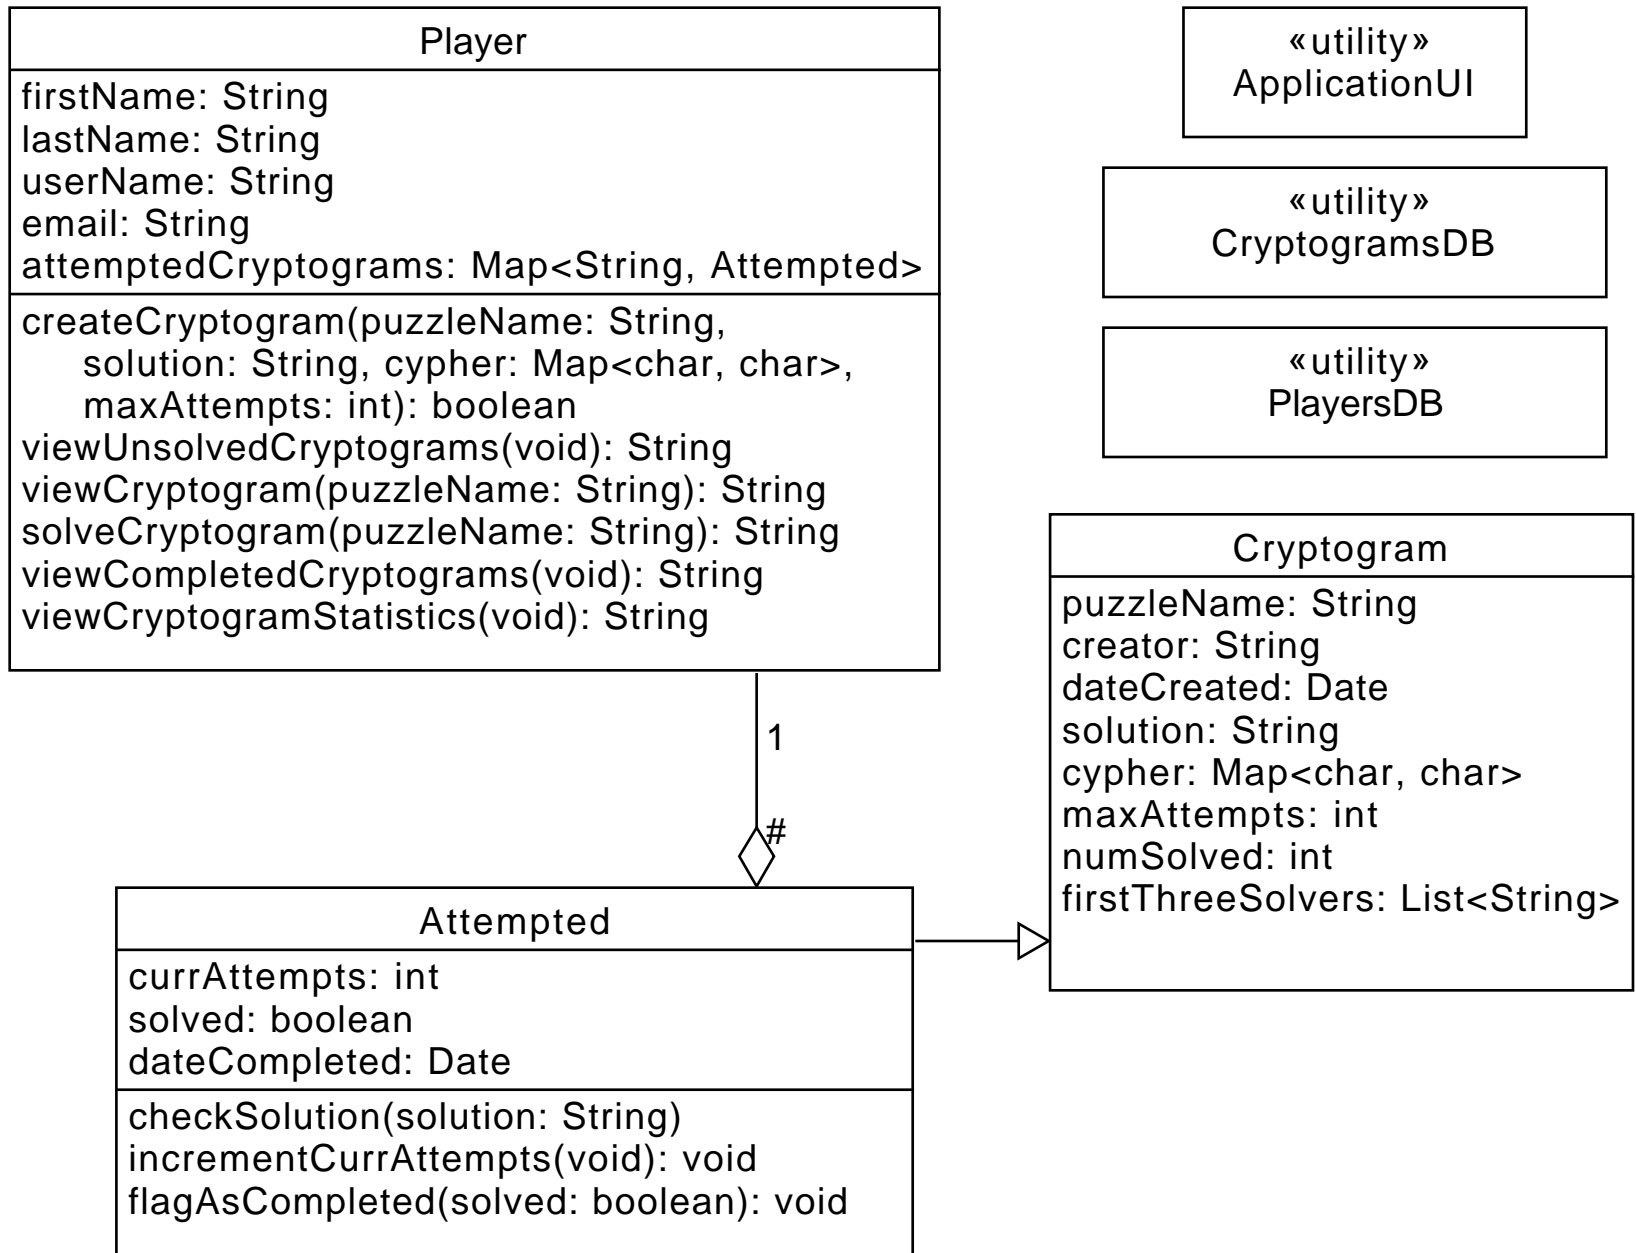 Player
firstName: String
lastName: String
userName: String
email: String
attemptedCryptograms: Map<String, Attempted>
createCryptogram(puzzleName: String,
solution: String, cypher: Map<char, char>,
maxAttempts: int): boolean
viewUnsolvedCryptograms(void): String
viewCryptogram(puzzleName: String): String
solveCryptogram(puzzleName: String): String
viewCompletedCryptograms(void): String
viewCryptogramStatistics(void): String
«utility»
ApplicationUI
«utility»
CryptogramsDB
«utility»
PlayersDB
Cryptogram
puzzleName: String
creator: String
dateCreated: Date
solution: String
cypher: Map<char, char>
maxAttempts: int
numSolved: int
firstThreeSolvers: List<String>
1
#
Attempted
currAttempts: int
solved: boolean
dateCompleted: Date
checkSolution(solution: String)
incrementCurrAttempts(void): void
flagAsCompleted(solved: boolean): void